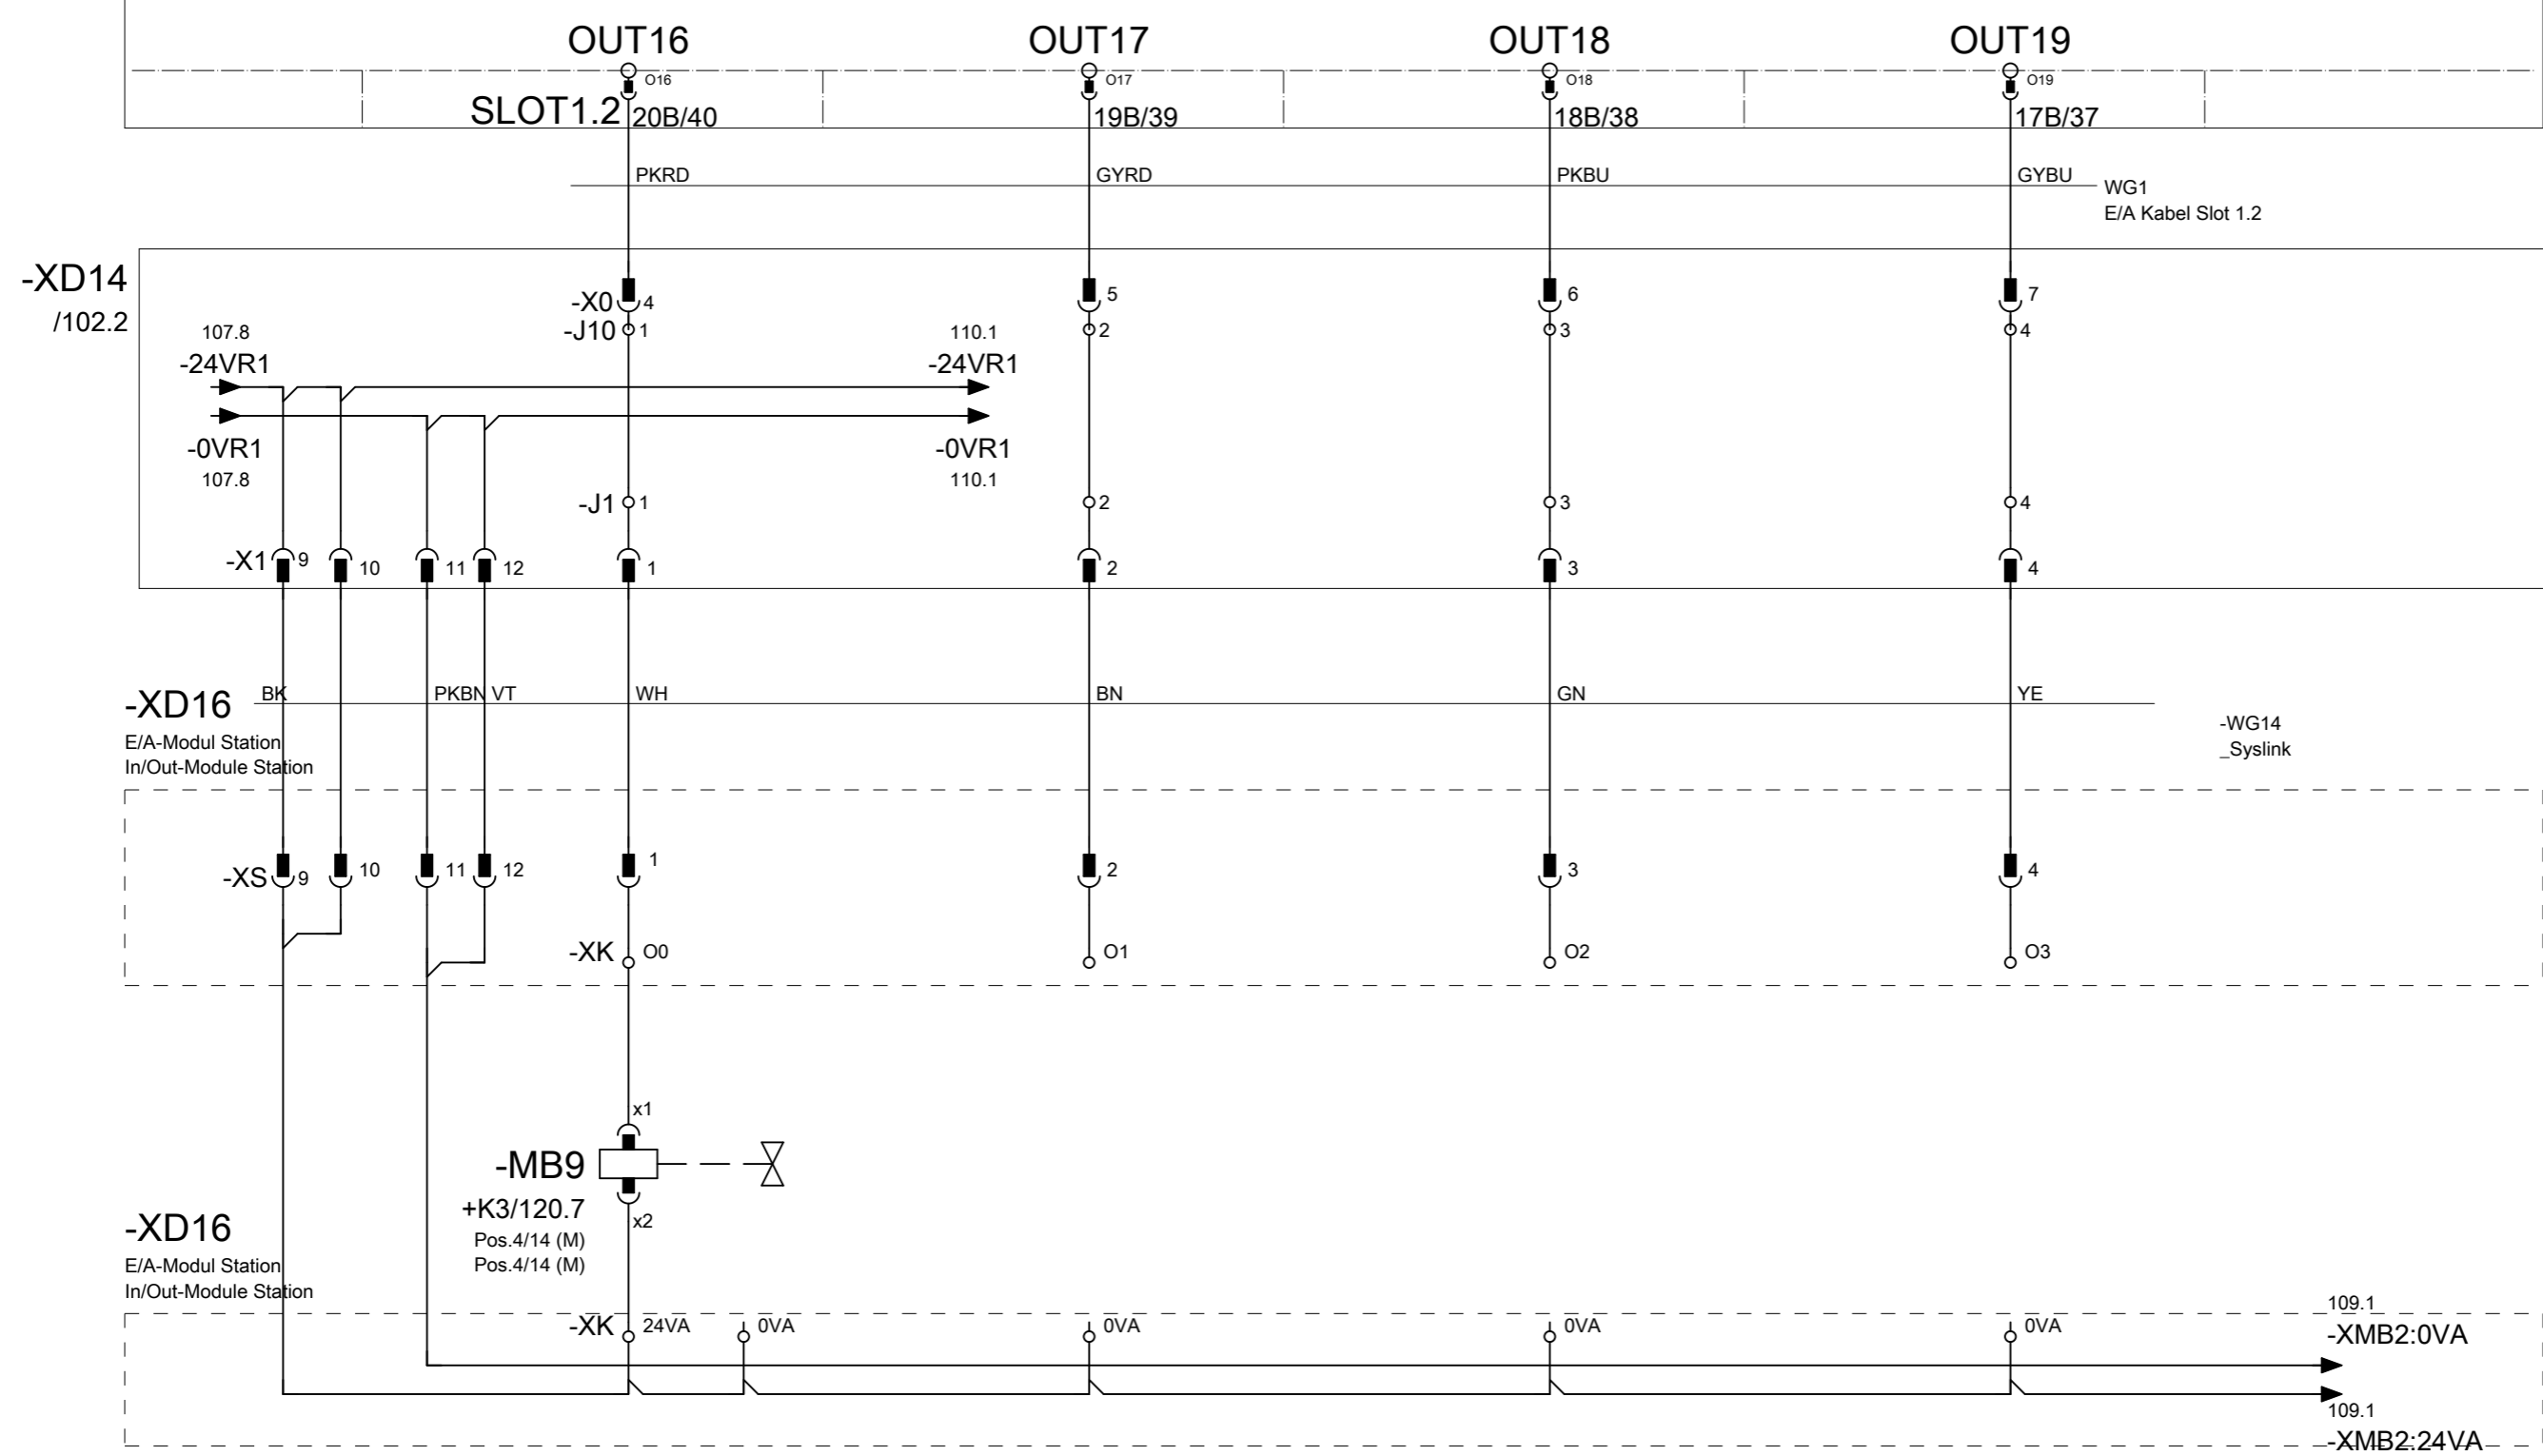 OUT16 OUT17 OUT18 OUT19
O16 O17 O18 O19
SLOT1.2 20B/40 19B/39 18B/38 17B/37
PKRD GYRD PKBU GYBU
WG1
E/A Kabel Slot 1.2
-XD14
/102.2
-X0 4 5 6 7
-J10 1 2 3 4
107.8 110.1
-24VR1 -24VR1
-0VR1 -0VR1
107.8 110.1
-J1 1 2 3 4
-X1 9 10 11 12 1 2 3 4
-XD16 BK PKBN VT WH BN GN YE
E/A-Modul Station
In/Out-Module Station
-WG14
_Syslink
-XS 9 10 11 12 1 2 3 4
-XK O0 O1 O2 O3
x1
-MB9
+K3/120.7
x2
Pos.4/14 (M)
Pos.4/14 (M)
-XD16
E/A-Modul Station
In/Out-Module Station
-XK 24VA 0VA 0VA 0VA 0VA
109.1
-XMB2:0VA
109.1
-XMB2:24VA